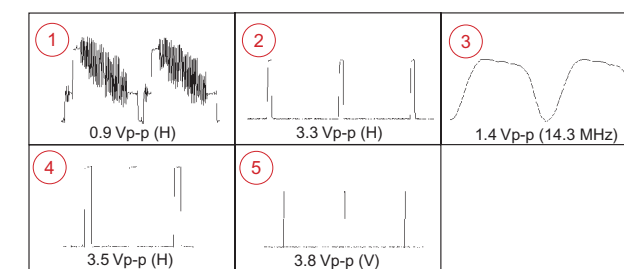 1
0.9 Vp-p (H)
2
3.3 Vp-p (H)
3
1.4 Vp-p (14.3 MHz)
4
3.5 Vp-p (H)
5
3.8 Vp-p (V)